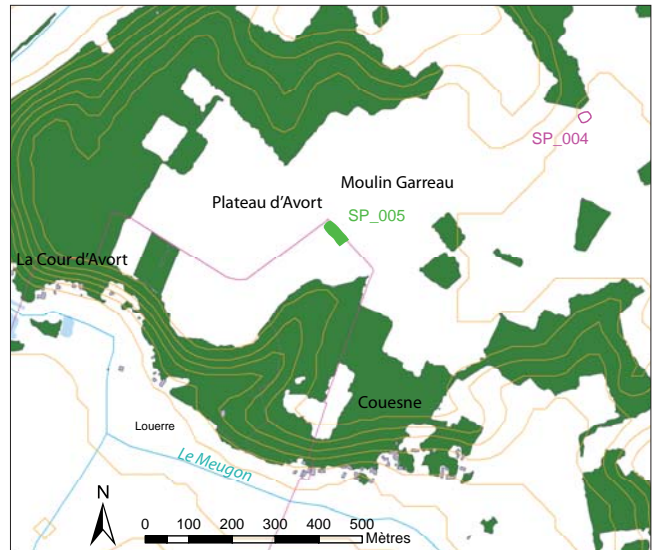 SP_004
Moulin Garreau
Plateau d'Avort
SP_005
La Cour d'Avort
Couesne
Louerre
Le Meugon
N
0 100 200 300 400 500
Mètres